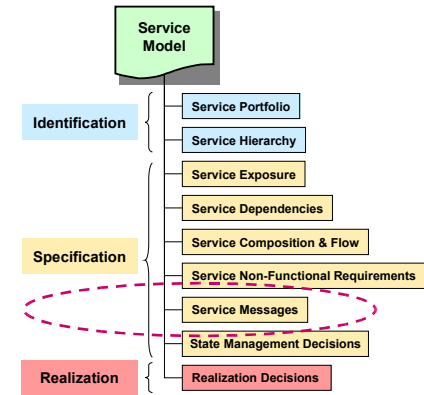 Service
Model
Identification
Service Portfolio
Service Hierarchy
Specification
Service Exposure
Service Dependencies
Service Composition & Flow
Service Non-Functional Requirements
Service Messages
State Management Decisions
Realization
Realization Decisions